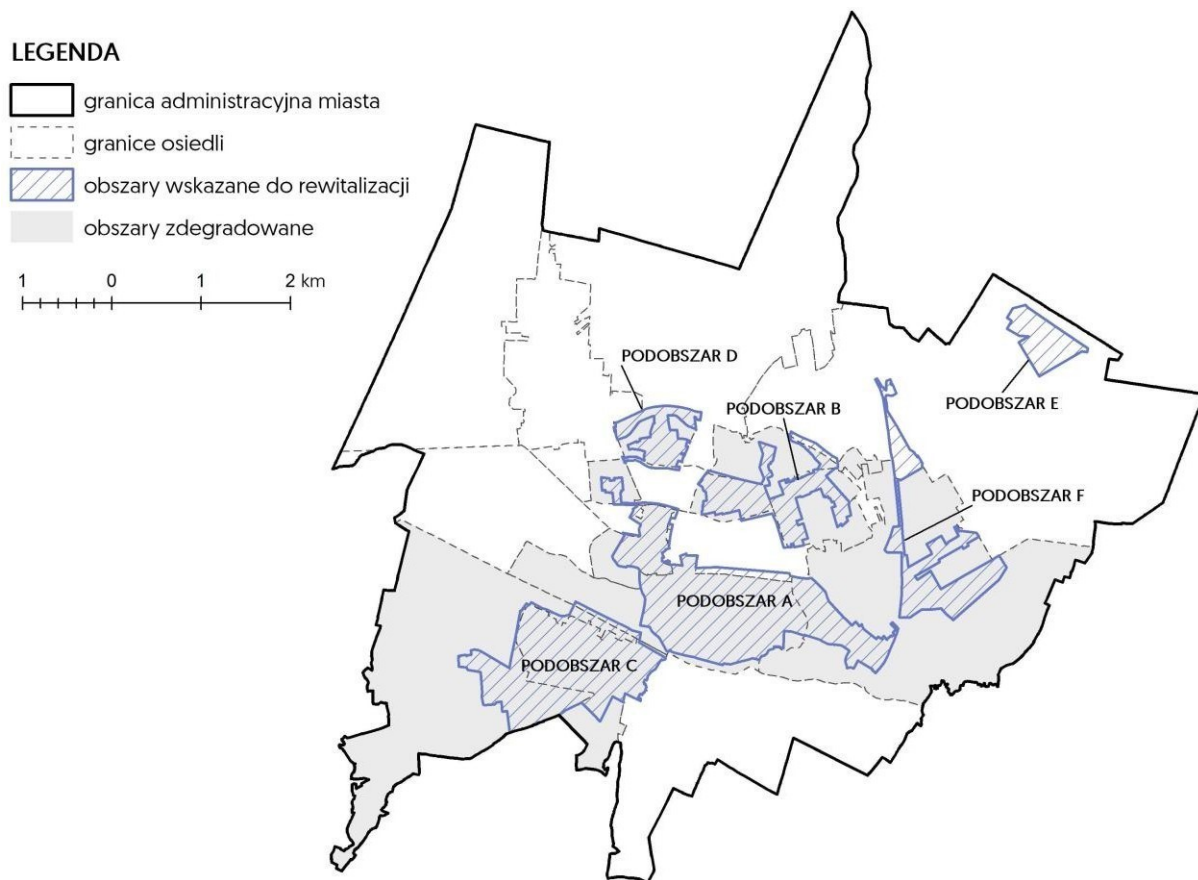 LEGENDA
granica administracyjna miasta
granice osiedli
obszary wskazane do rewitalizacji
obszary zdegradowane
1 0 1 2 km
PODOBSZAR D
PODOBSZAR B
PODOBSZAR E
PODOBSZAR F
PODOBSZAR A
PODOBSZAR C